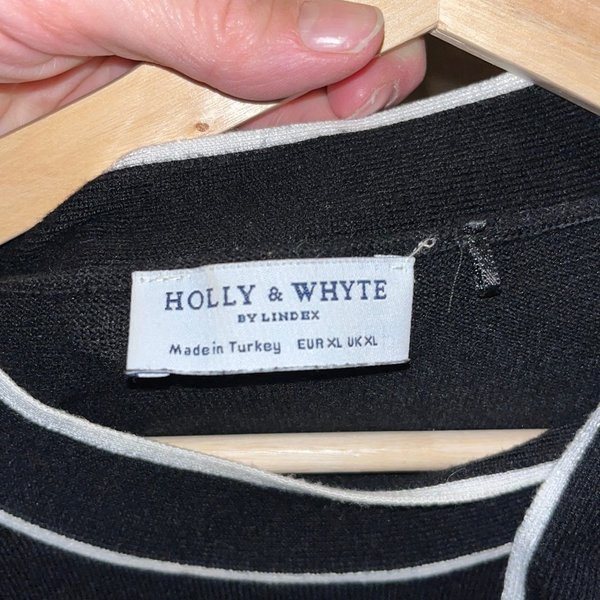 HOLLY & WHYTE
BY LINDEX
Made in Turkey EUR XL UK XL